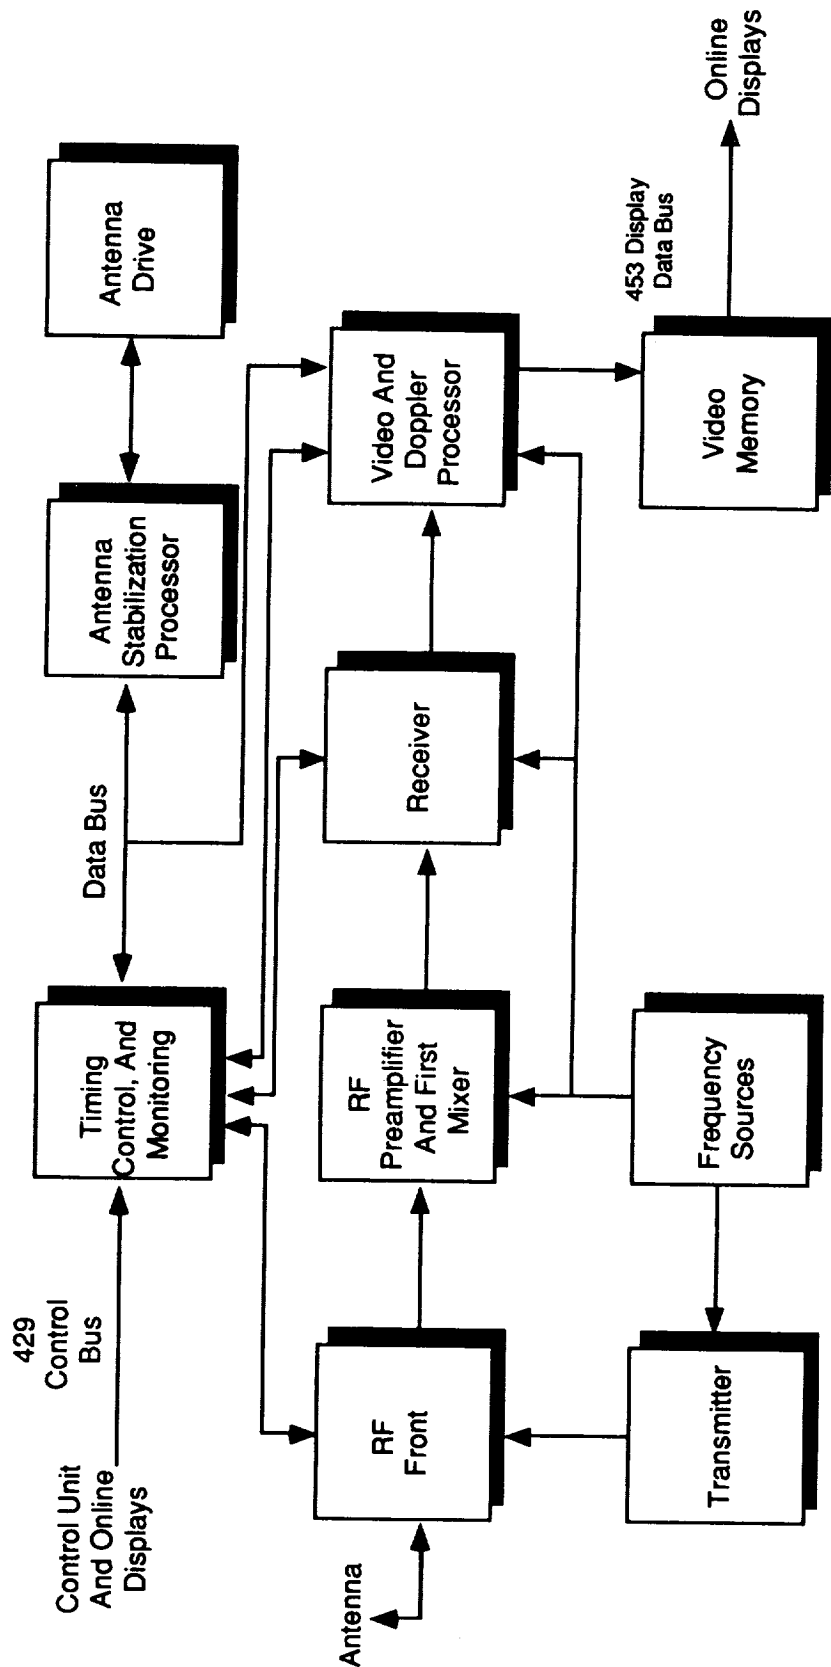 Control Unit
And Online
Displays
429
Control
Bus
Timing
Control, And
Monitoring
Data Bus
Antenna
Stabilization
Processor
Antenna
Drive
Antenna
RF
Front
RF
Preamplifier
And First
Mixer
Receiver
Video And
Doppler
Processor
Transmitter
Frequency
Sources
Video
Memory
453 Display
Data Bus
Online
Displays